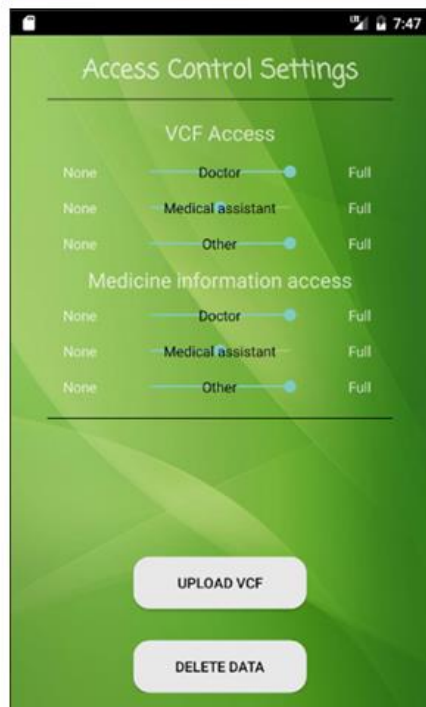 LTE 7:47
Access Control Settings
VCF Access
None Doctor Full
None Medical assistant Full
None Other Full
Medicine information access
None Doctor Full
None Medical assistant Full
None Other Full
UPLOAD VCF
DELETE DATA